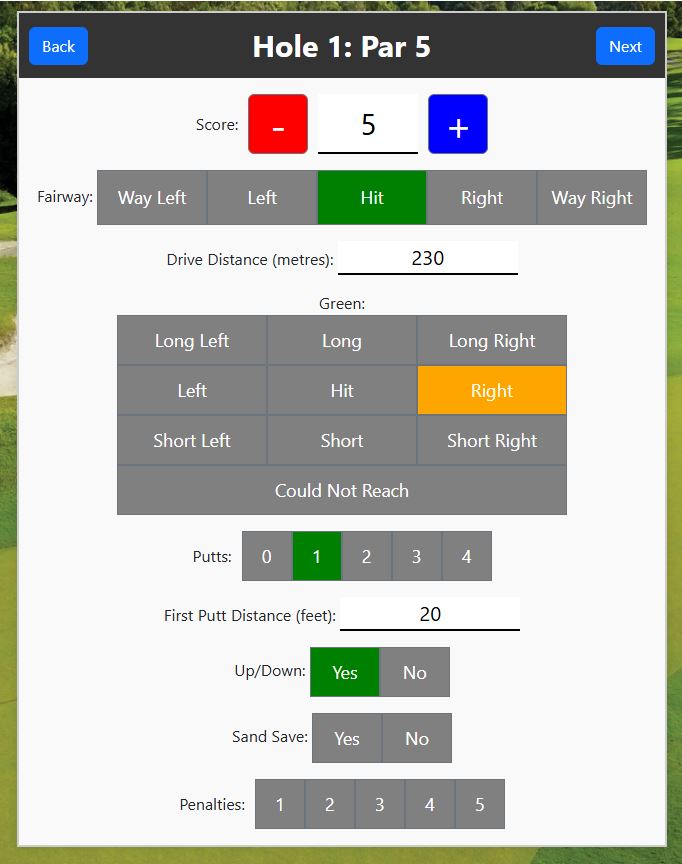 Back Hole 1: Par 5 Next
Score: - 5 +
Fairway: Way Left Left Hit Right Way Right
Drive Distance (metres): 230
Green:
Long Left Long Long Right
Left Hit Right
Short Left Short Short Right
Could Not Reach
Putts: 0 1 2 3 4
First Putt Distance (feet): 20
Up/Down: Yes No
Sand Save: Yes No
Penalties: 1 2 3 4 5